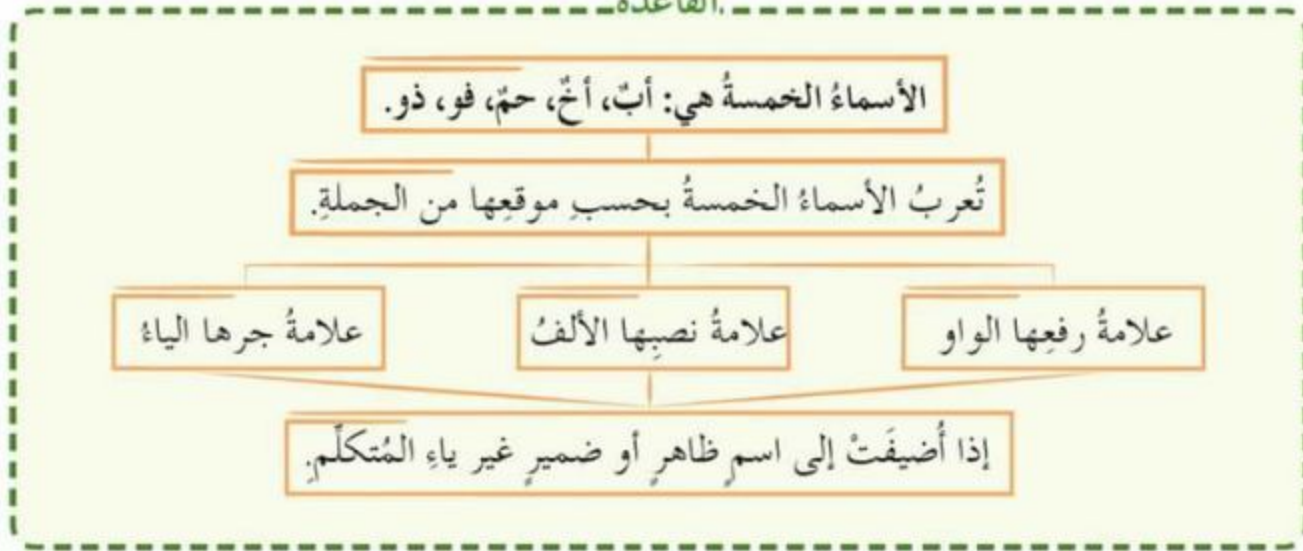 القاعدة
الأسماءُ الخمسةُ هي: أبٌ، أخٌ، حمٌ، فو، ذو.
تُعربُ الأسماءُ الخمسةُ بحسبِ موقعِها من الجملةِ.
علامةُ رفعِها الواو
علامةُ نصبِها الألفُ
علامةُ جرها الياءُ
إذا أُضيفَتْ إلى اسمٍ ظاهرٍ أو ضميرٍ غير ياءِ المُتكلّمِ.